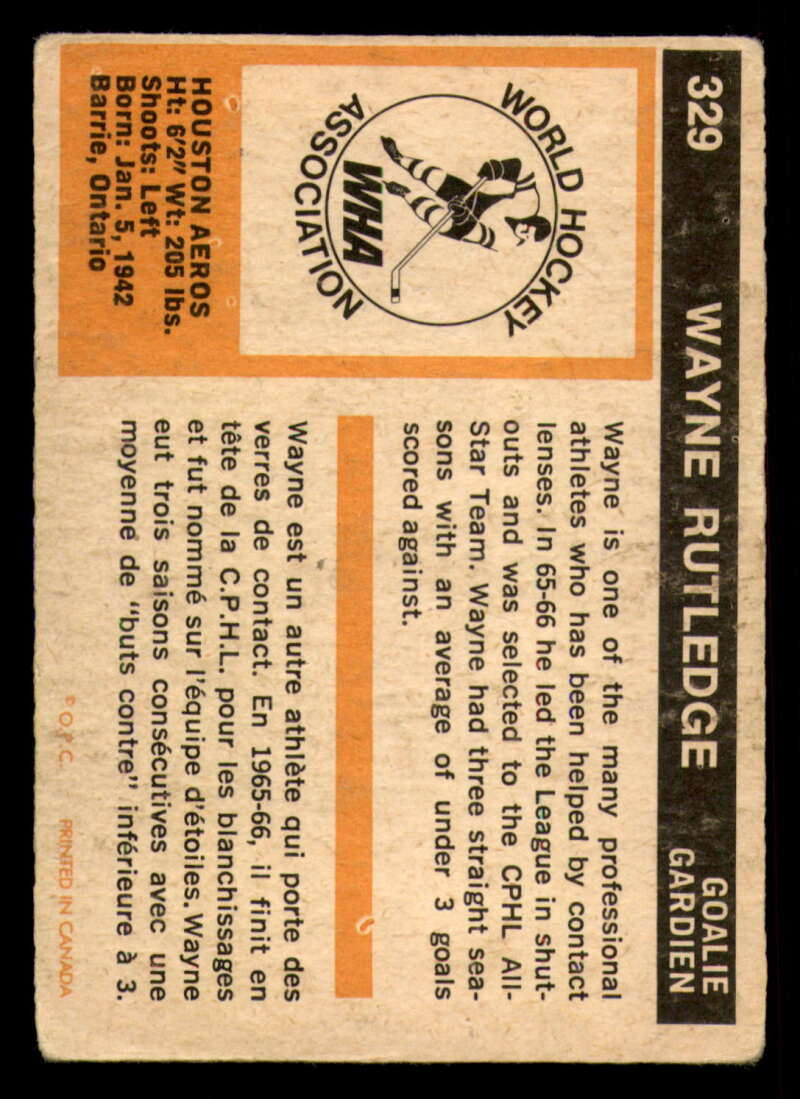 329 WAYNE RUTLEDGE GOALIE
GARDIEN
WORLD HOCKEY
ASSOCIATION
WHA
HOUSTON AEROS
Ht: 6'2" Wt: 205 lbs.
Shoots: Left
Born: Jan. 5, 1942
Barrie, Ontario
Wayne is one of the many professional
athletes who has been helped by contact
lenses. In 65-66 he led the League in shut-
outs and was selected to the CPHL All-
Star Team. Wayne had three straight sea-
sons with an average of under 3 goals
scored against.
Wayne est un autre athlète qui porte des
verres de contact. En 1965-66, il finit en
tête de la C.P.H.L. pour les blanchissages
et fut nommé sur l'équipe d'étoiles. Wayne
eut trois saisons consécutives avec une
moyenne de "buts contre" inférieure à 3.
© O.P.C. - PRINTED IN CANADA